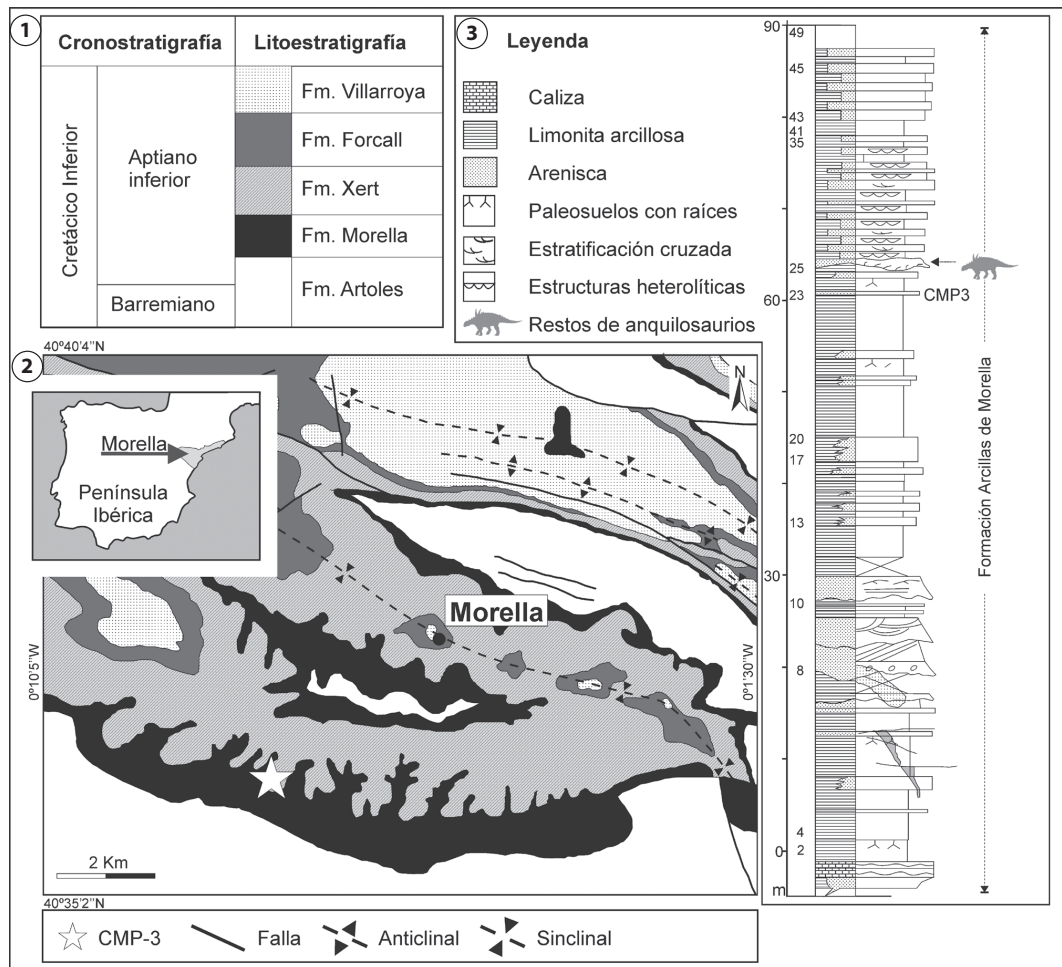 1
Cronostratigrafía
Litoestratigrafía
Cretácico Inferior
Aptiano
inferior
Barremiano
Fm. Villarroya
Fm. Forcall
Fm. Xert
Fm. Morella
Fm. Artoles
3
Leyenda
Caliza
Limonita arcillosa
Arenisca
Paleosuelos con raíces
Estratificación cruzada
Estructuras heterolíticas
Restos de anquilosaurios
90
49
45
43
41
35
25
60
23
CMP3
20
17
13
30
10
8
4
0
2
m
Formación Arcillas de Morella
2
40º40'4''N
Morella
Península
Ibérica
N
Morella
0º10'5''W
0º1'30''W
2 Km
40º35'2''N
CMP-3
Falla
Anticlinal
Sinclinal